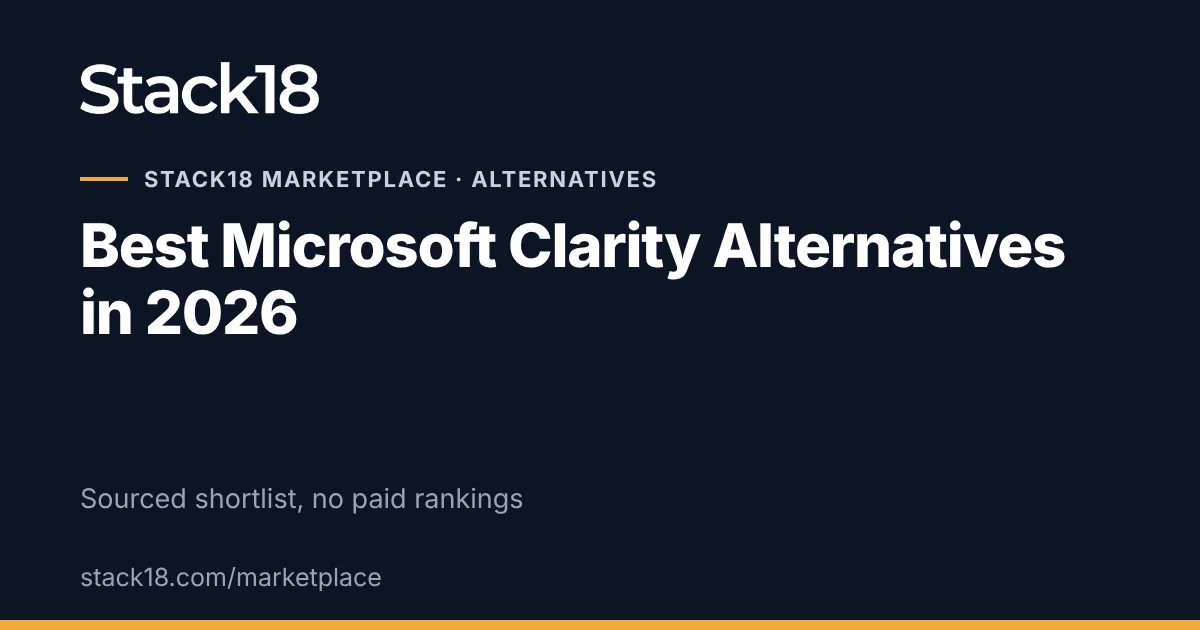 Stack18
STACK18 MARKETPLACE · ALTERNATIVES
Best Microsoft Clarity Alternatives
in 2026
Sourced shortlist, no paid rankings
stack18.com/marketplace